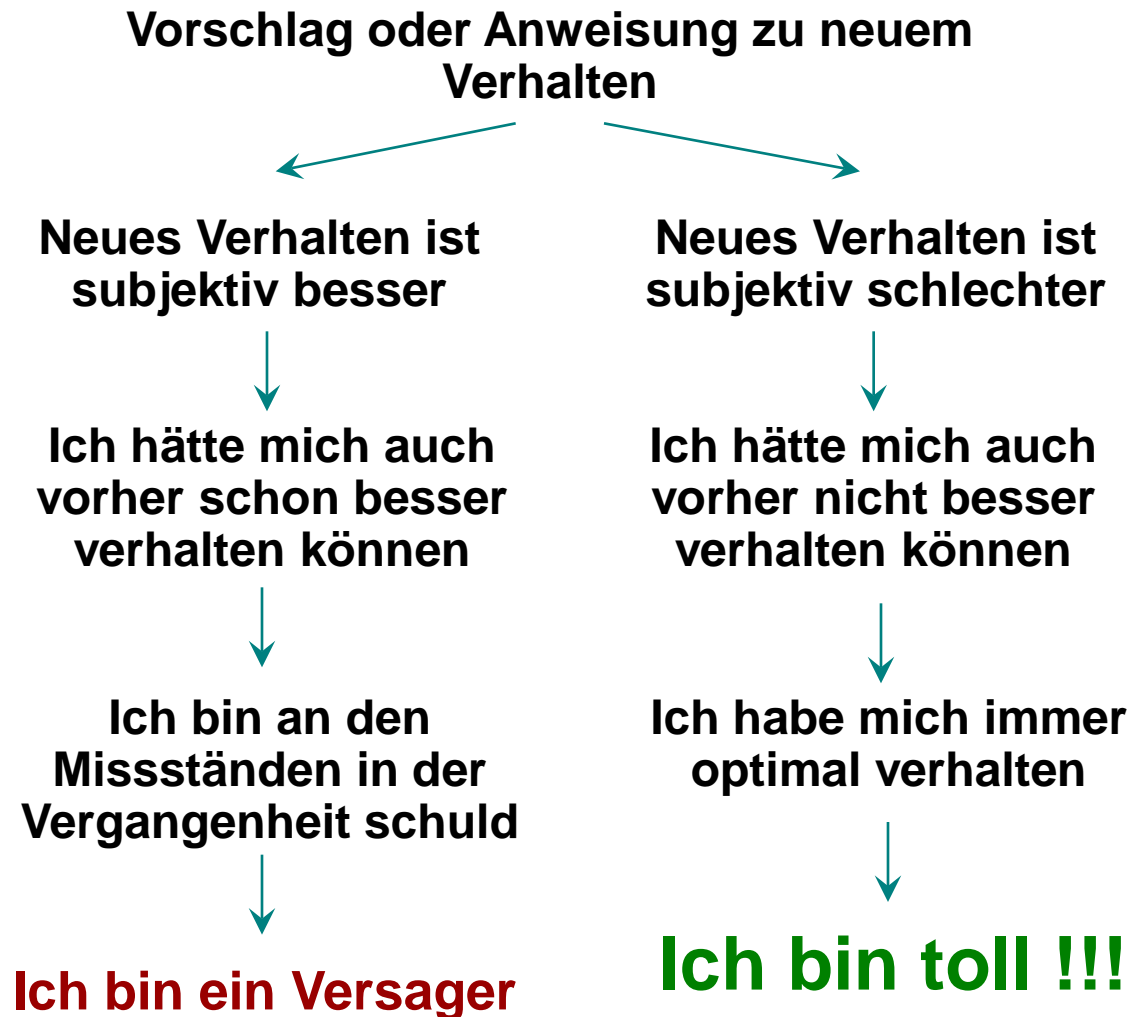 Vorschlag oder Anweisung zu neuem
Verhalten
Neues Verhalten ist
subjektiv besser
Neues Verhalten ist
subjektiv schlechter
Ich hätte mich auch
vorher schon besser
verhalten können
Ich hätte mich auch
vorher nicht besser
verhalten können
Ich bin an den
Missständen in der
Vergangenheit schuld
Ich habe mich immer
optimal verhalten
Ich bin ein Versager
Ich bin toll !!!